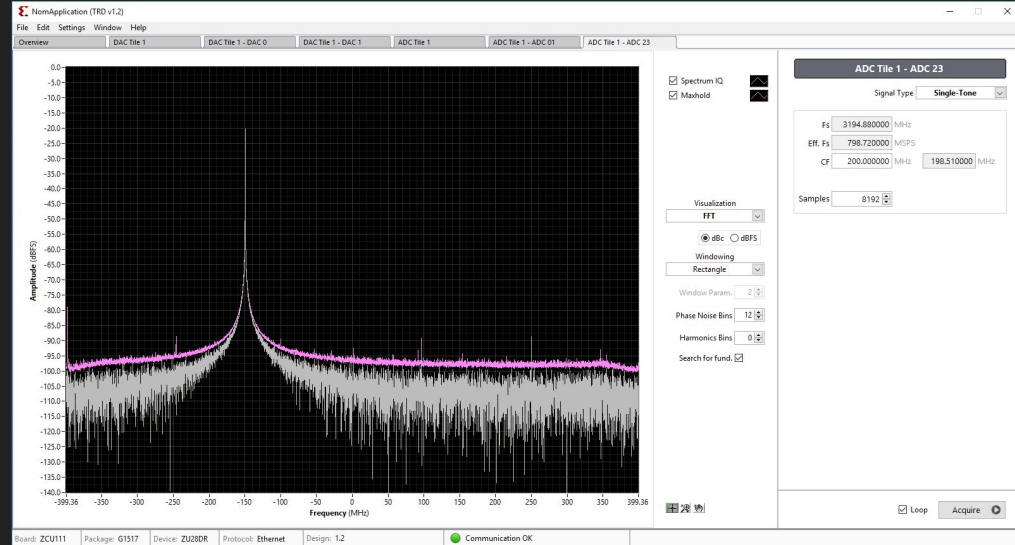 NomApplication (TRD v1.2)
File Edit Settings Window Help
Overview DAC Tile 1 DAC Tile 1 - DAC 0 DAC Tile 1 - DAC 1 ADC Tile 1 ADC Tile 1 - ADC 01 ADC Tile 1 - ADC 23
0.0
-5.0
-10.0
-15.0
-20.0
-25.0
-30.0
-35.0
-40.0
-45.0
-50.0
-55.0
-60.0
-65.0
-70.0
-75.0
-80.0
-85.0
-90.0
-95.0
-100.0
-105.0
-110.0
-115.0
-120.0
-125.0
-130.0
-135.0
-140.0
Amplitude (dBFS)
-399.36 -350 -300 -250 -200 -150 -100 -50 0 50 100 150 200 250 300 350 399.36
Frequency (MHz)
Spectrum IQ
Maxhold
Visualization
FFT
dBc dBFS
Windowing
Rectangle
Window Param. 2
Phase Noise Bins 12
Harmonics Bins 0
Search for fund.
ADC Tile 1 - ADC 23
Signal Type Single-Tone
Fs 3194.880000 MHz
Eff. Fs 798.720000 MSPS
CF 200.000000 MHz 198.510000 MHz
Samples 8192
Loop Acquire
Board: ZCU111 Package: G1517 Device: ZU28DR Protocol: Ethernet Design: 1.2 Communication OK